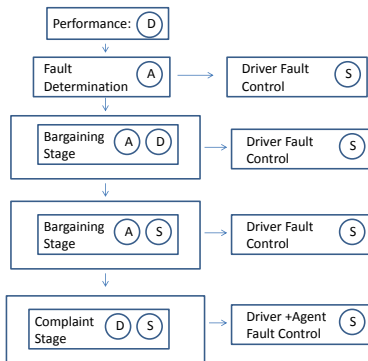 Performance: D
Fault
Determination A
Driver Fault
Control S
Bargaining
Stage A D
Driver Fault
Control S
Bargaining
Stage A S
Driver Fault
Control S
Complaint
Stage D S
Driver +Agent
Fault Control S